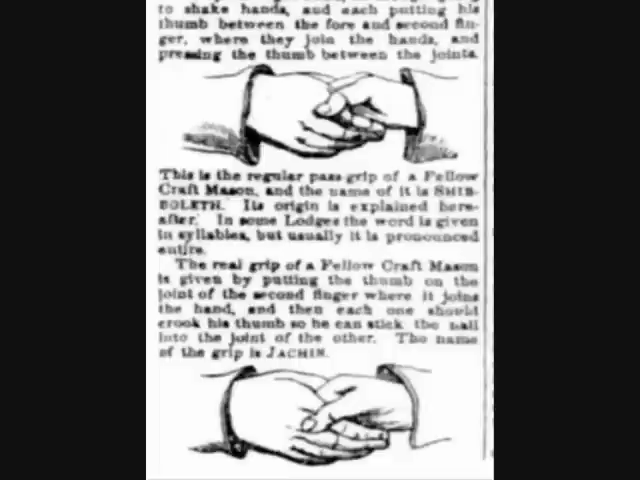 to shake hands, and each putting his
thumb between the fore and second fin-
ger, where they join the hands, and
pressing the thumb between the joints.
This is the regular pass-grip of a Fellow
Craft Mason, and the name of it is SHIB-
BOLETH. Its origin is explained here-
after. In some Lodges the word is given
in syllables, but usually it is pronounced
entire.
The real grip of a Fellow Craft Mason
is given by putting the thumb on the
joint of the second finger where it joins
the hand, and then each one should
crook his thumb so he can stick the nail
into the joint of the other. The name
of the grip is JACHIN.